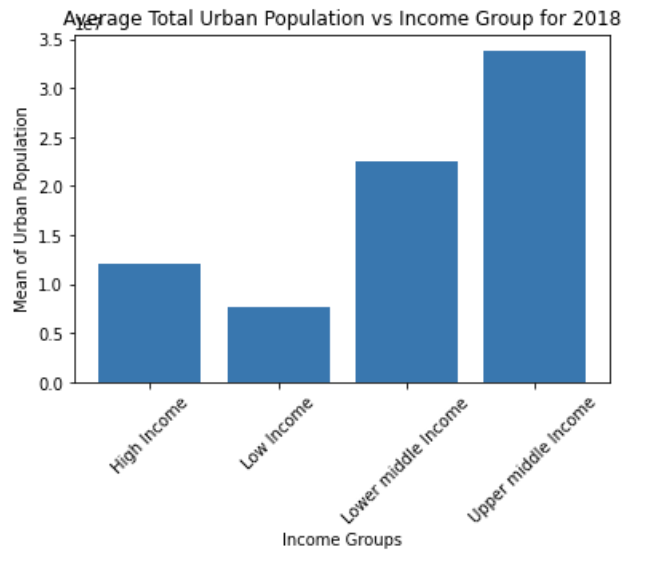 Average Total Urban Population vs Income Group for 2018
1e7
3.5
3.0
2.5
2.0
1.5
1.0
0.5
0.0
Mean of Urban Population
High Income
Low Income
Lower middle Income
Upper middle Income
Income Groups